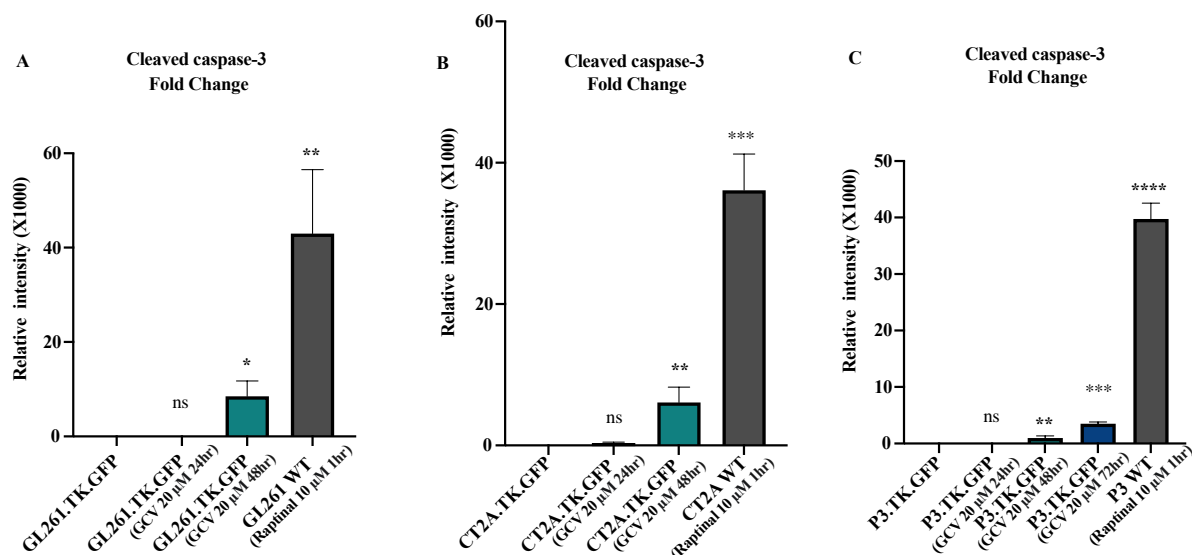 A
Cleaved caspase-3
Fold Change
Relative intensity (X1000)
60
40
20
0
ns
*
**
GL261.TK.GFP
GL261.TK.GFP
(GCV 20 µM 24hr)
GL261.TK.GFP
(GCV 20 µM 48hr)
GL261 WT
(Raptinal 10 µM 1hr)
B
Cleaved caspase-3
Fold Change
Relative intensity (X1000)
60
40
20
0
ns
**
***
CT2A.TK.GFP
CT2A.TK.GFP
(GCV 20 µM 24hr)
CT2A.TK.GFP
(GCV 20 µM 48hr)
CT2A WT
(Raptinal 10 µM 1hr)
C
Cleaved caspase-3
Fold Change
Relative intensity (X1000)
50
40
30
20
10
0
ns
**
***
****
P3.TK.GFP
P3.TK.GFP
(GCV 20 µM 24hr)
P3.TK.GFP
(GCV 20 µM 48hr)
P3.TK.GFP
(GCV 20 µM 72hr)
P3 WT
(Raptinal 10 µM 1hr)